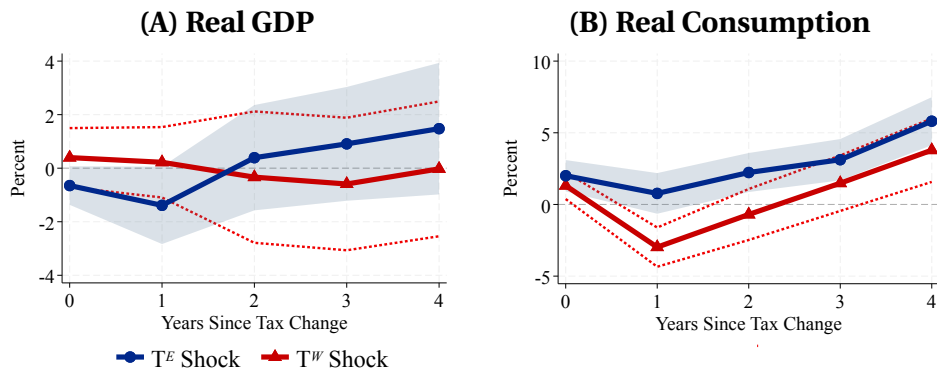 (A) Real GDP
4
2
0
-2
-4
Percent
0 1 2 3 4
Years Since Tax Change
(B) Real Consumption
10
5
0
-5
Percent
0 1 2 3 4
Years Since Tax Change
T^E Shock T^W Shock